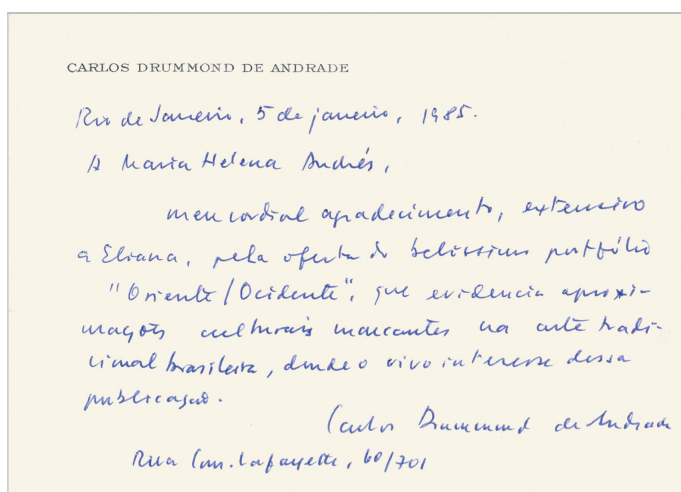 CARLOS DRUMMOND DE ANDRADE
Rio de Janeiro, 5 de janeiro, 1985.
A Maria Helena Andrés,
meu cordial agradecimento, extensivo
a Eliana, pela oferta do belíssimo portfólio
"Oriente/Ocidente", que evidencia aproxi-
mações culturais marcantes na arte tradi-
cional brasileira, donde o vivo interesse dessa
publicação.
Carlos Drummond de Andrade
Rua Cons. Lafayette, 60/701